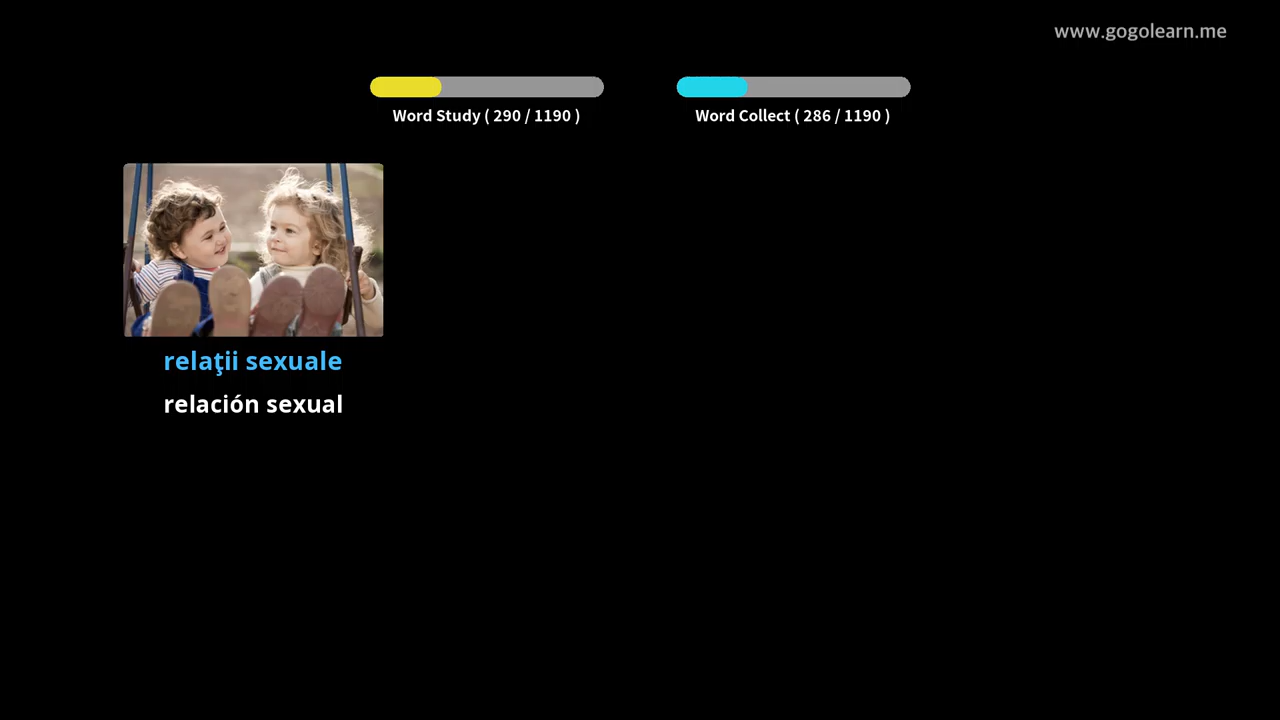 www.gogolearn.me
Word Study ( 290 / 1190 )
Word Collect ( 286 / 1190 )
relaţii sexuale
relación sexual